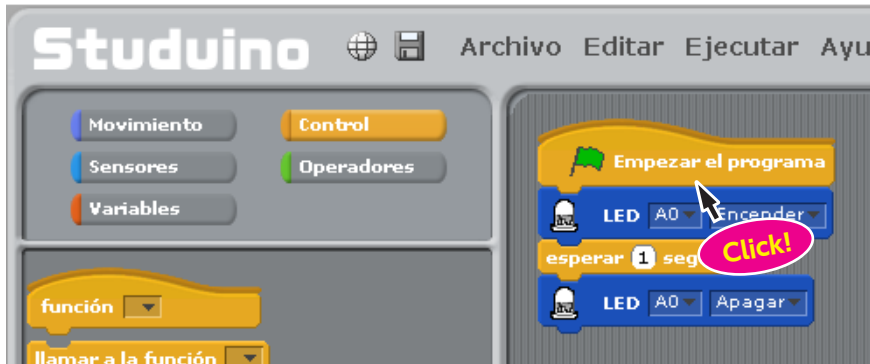 Studuino Archivo Editar Ejecutar Ayu
Movimiento Control
Sensores Operadores
Variables
función
llamar a la función
Empezar el programa
LED A0 Encender
esperar 1 seg
Click!
LED A0 Apagar